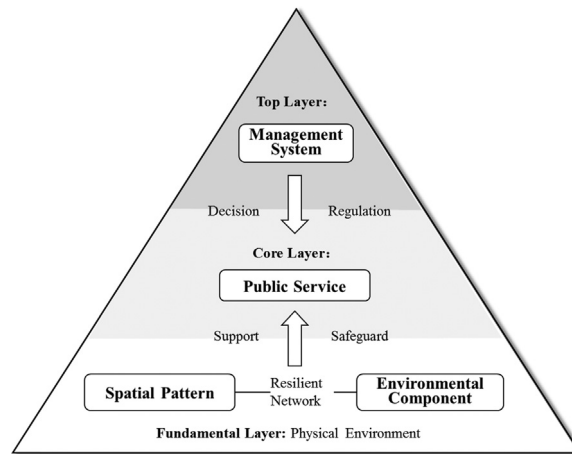 Top Layer:
Management
System
Decision Regulation
Core Layer:
Public Service
Support Safeguard
Spatial Pattern
Resilient
Network
Environmental
Component
Fundamental Layer: Physical Environment